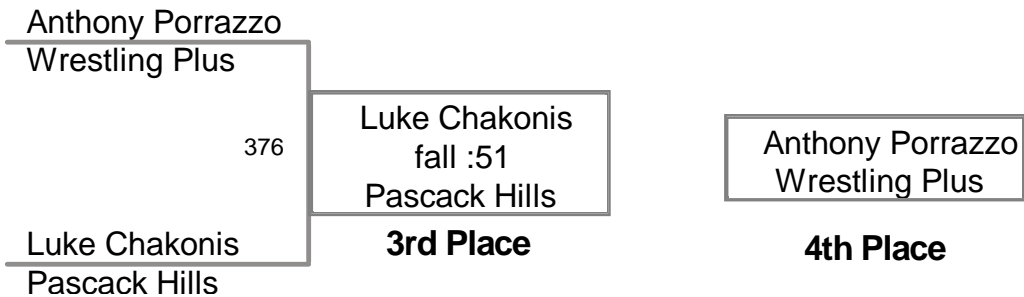 Anthony Porrazzo
Wrestling Plus
376
Luke Chakonis
fall :51
Pascack Hills
3rd Place
Luke Chakonis
Pascack Hills
Anthony Porrazzo
Wrestling Plus
4th Place